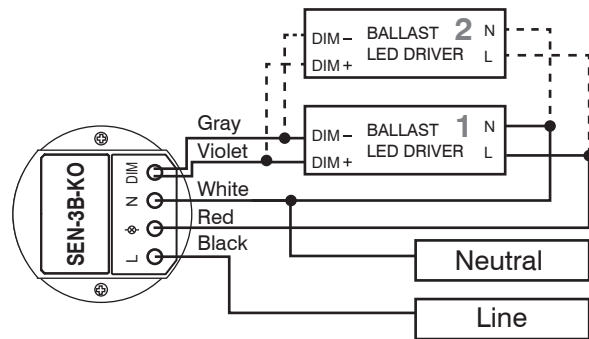 DIM – BALLAST 2 N
DIM + LED DRIVER L
Gray
DIM – BALLAST 1 N
Violet
DIM + LED DRIVER L
SEN-3B-KO
DIM
N
L
White
Red
Black
Neutral
Line